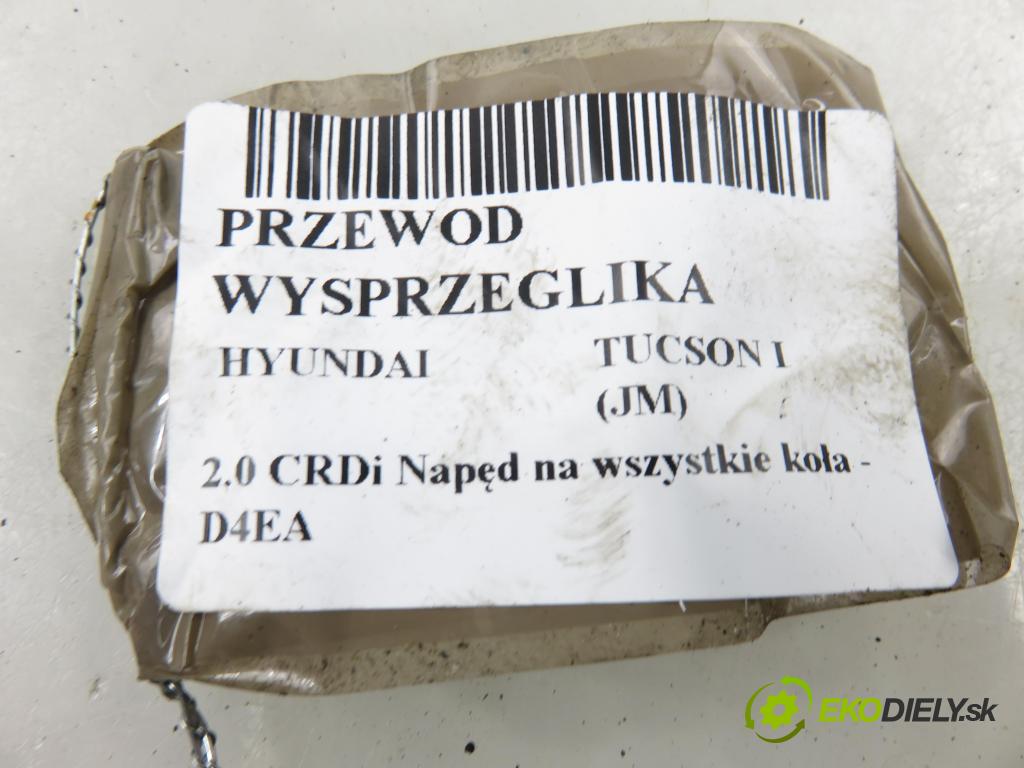 PRZEWOD
WYSPRZEGLIKA
HYUNDAI TUCSON I
(JM)
2.0 CRDi Napęd na wszystkie koła -
D4EA
EKODIELY.sk